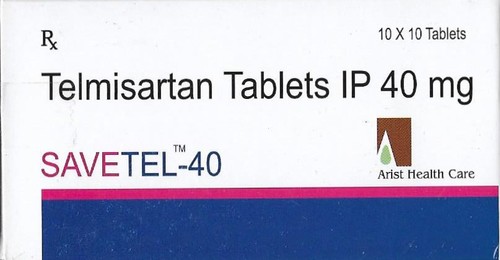 Rx
10 X 10 Tablets
Telmisartan Tablets IP 40 mg
SAVETEL™-40
Arist Health Care